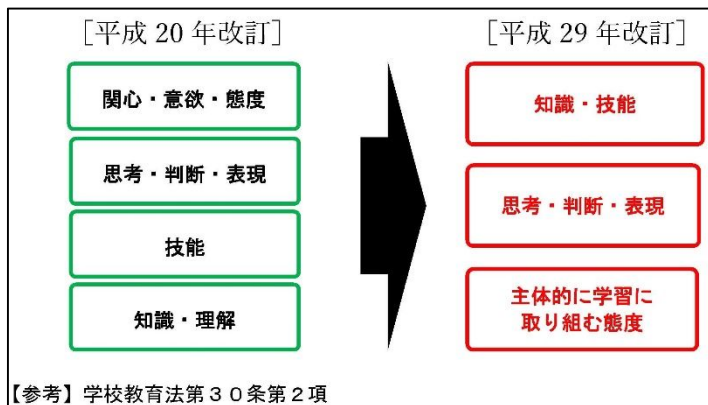 [平成 20 年改訂]
関心・意欲・態度
思考・判断・表現
技能
知識・理解
[平成 29 年改訂]
知識・技能
思考・判断・表現
主体的に学習に
取り組む態度
【参考】学校教育法第３０条第２項